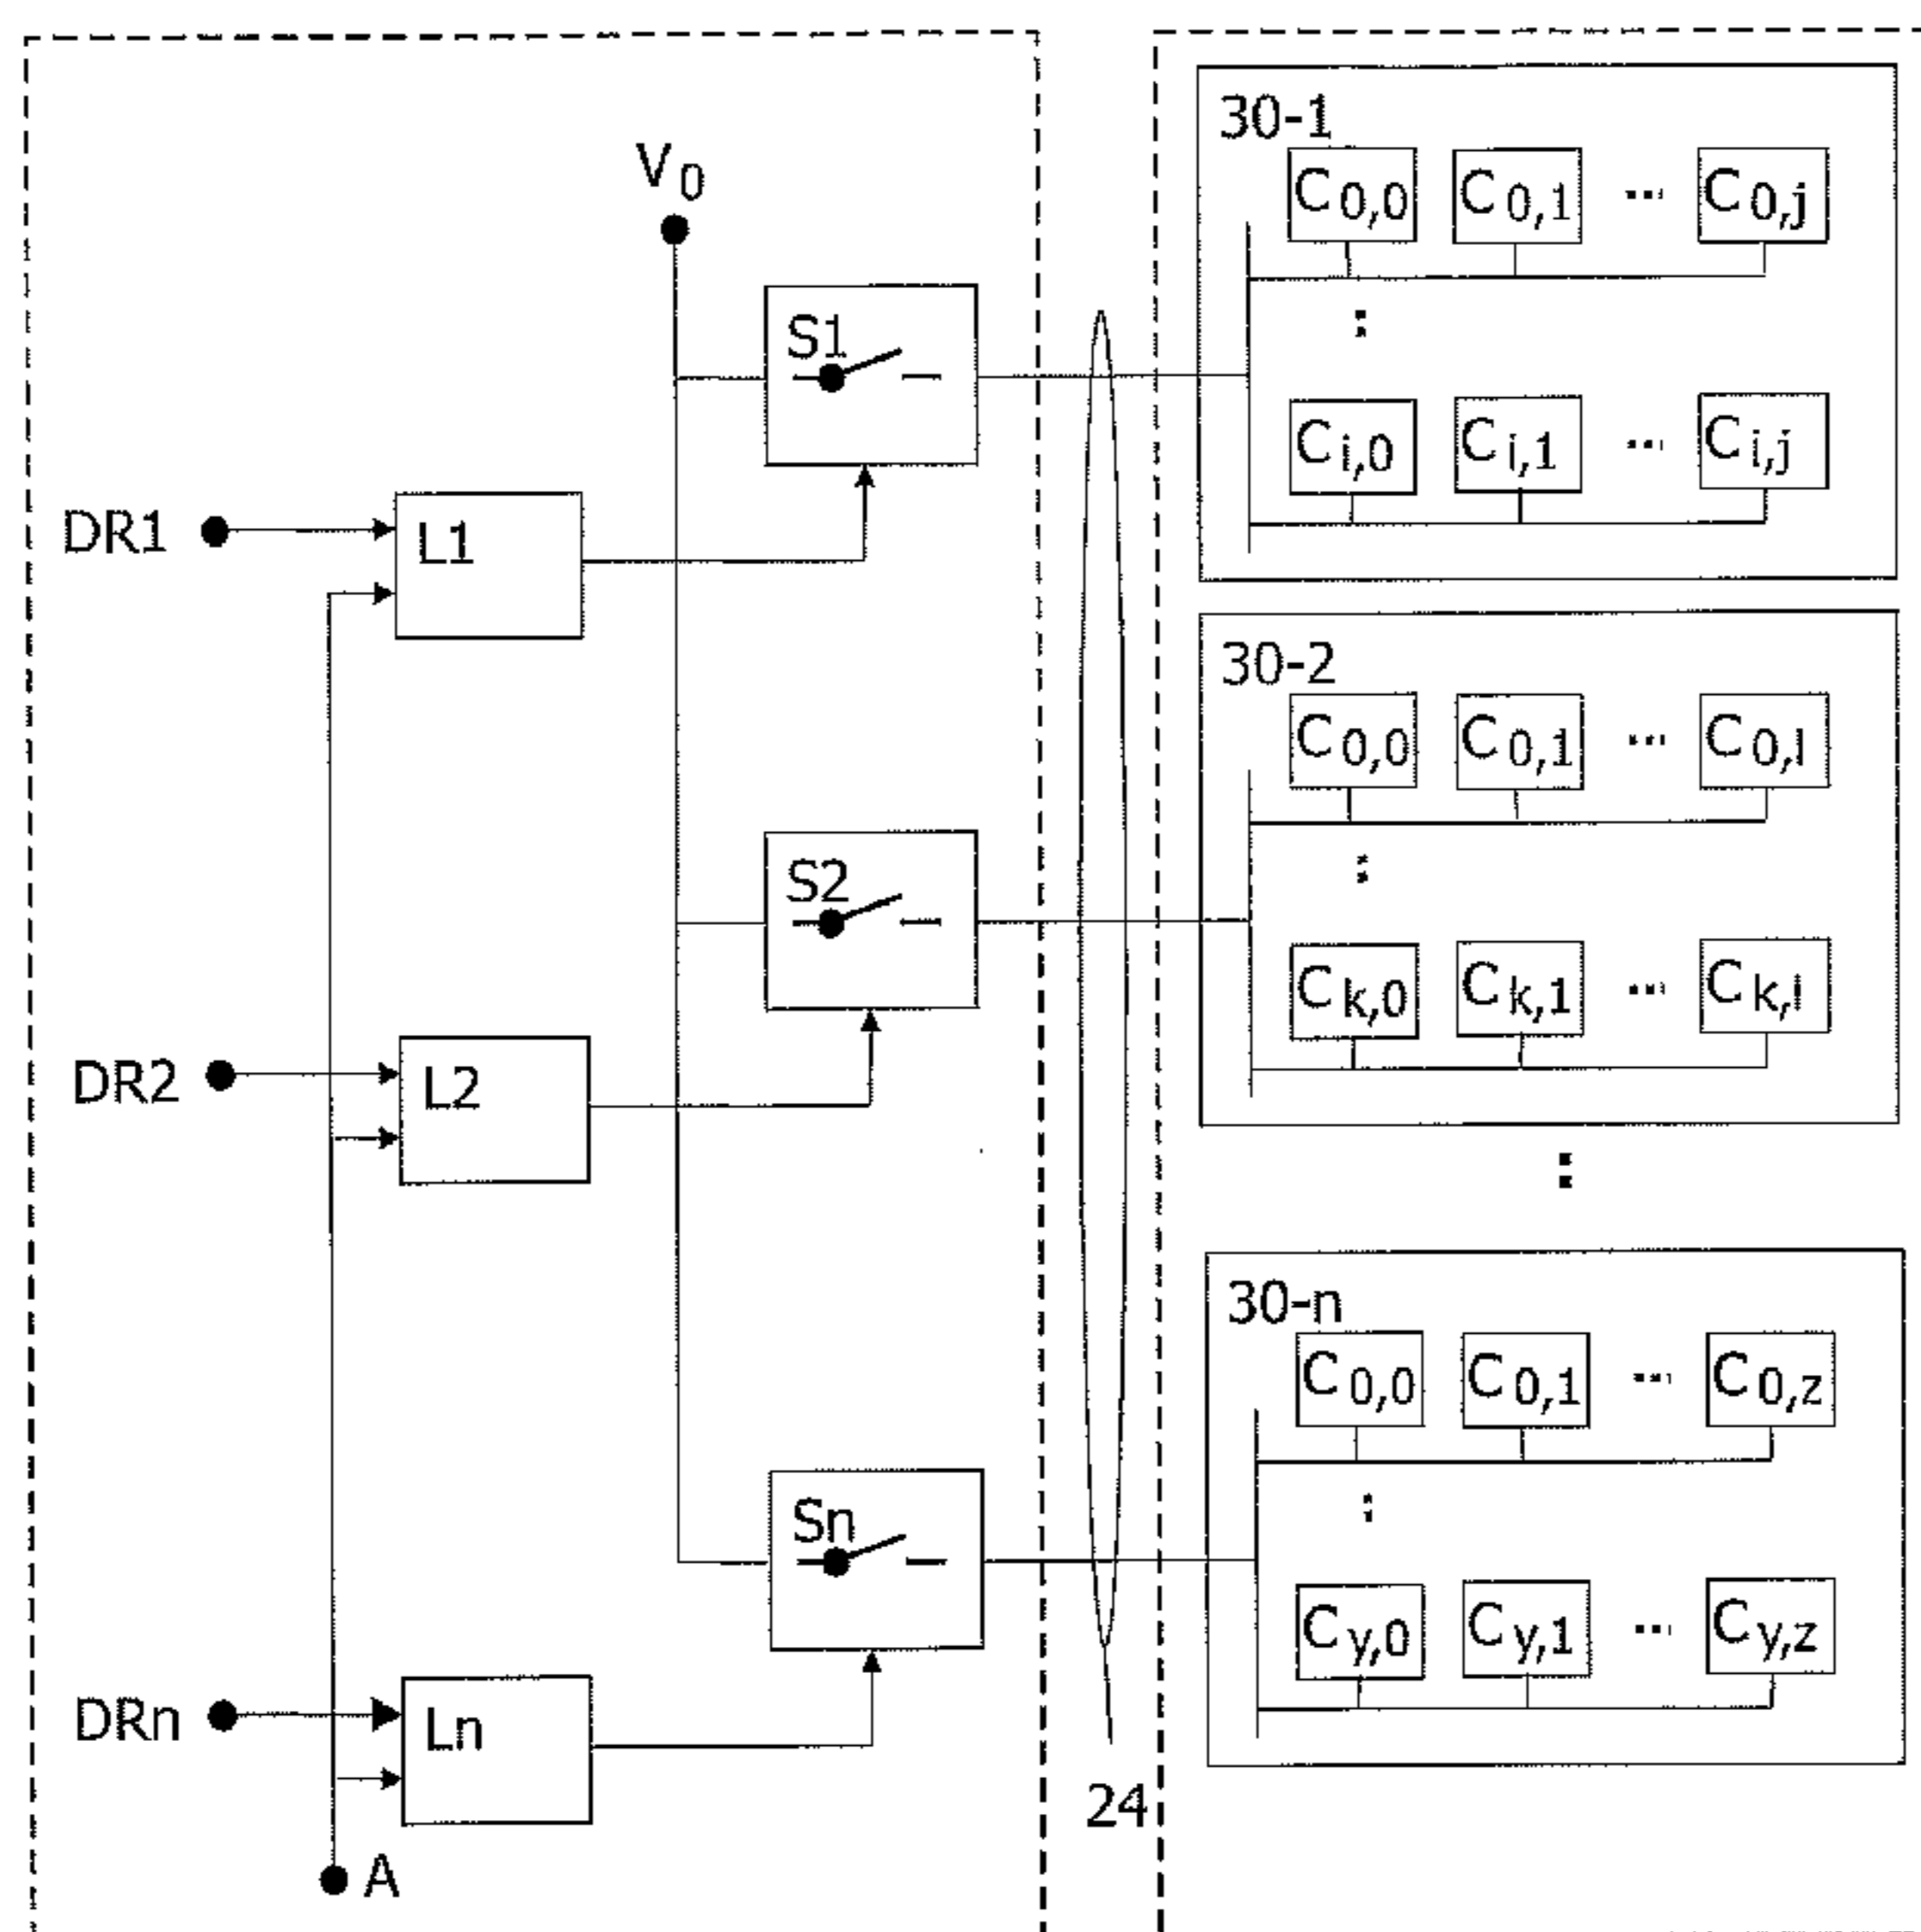 V0
S1
DR1
L1
S2
DR2
L2
Sn
DRn
Ln
A
24
30-1
C0,0 C0,1 ... C0,j
:
Ci,0 Ci,1 ... Ci,j
30-2
C0,0 C0,1 ... C0,l
:
Ck,0 Ck,1 ... Ck,l
:
30-n
C0,0 C0,1 ... C0,z
:
Cy,0 Cy,1 ... Cy,z